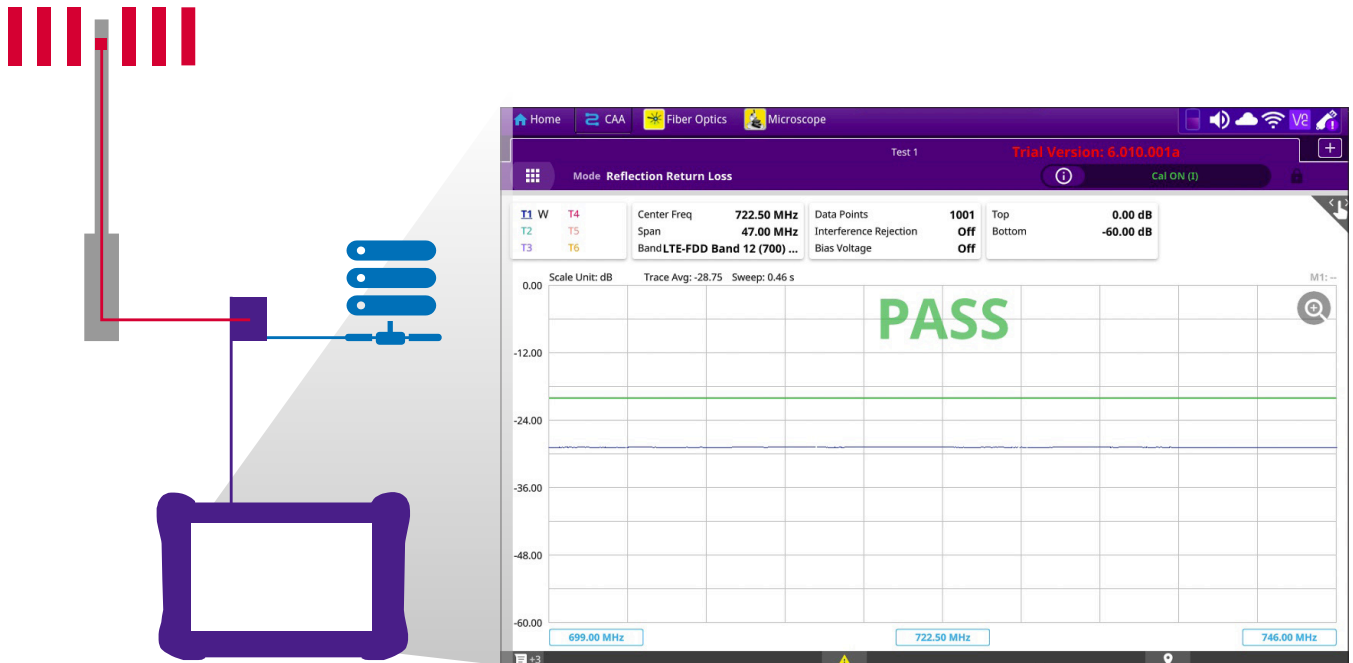 Home CAA Fiber Optics Microscope
Test 1 Trial Version: 6.010.001a
Mode Reflection Return Loss Cal ON (I)
T1 W T4
T2 T5
T3 T6
Center Freq 722.50 MHz
Span 47.00 MHz
Band LTE-FDD Band 12 (700) ...
Data Points 1001
Interference Rejection Off
Bias Voltage Off
Top 0.00 dB
Bottom -60.00 dB
Scale Unit: dB Trace Avg: -28.75 Sweep: 0.46 s M1: --
PASS
0.00
-12.00
-24.00
-36.00
-48.00
-60.00
699.00 MHz 722.50 MHz 746.00 MHz
+3